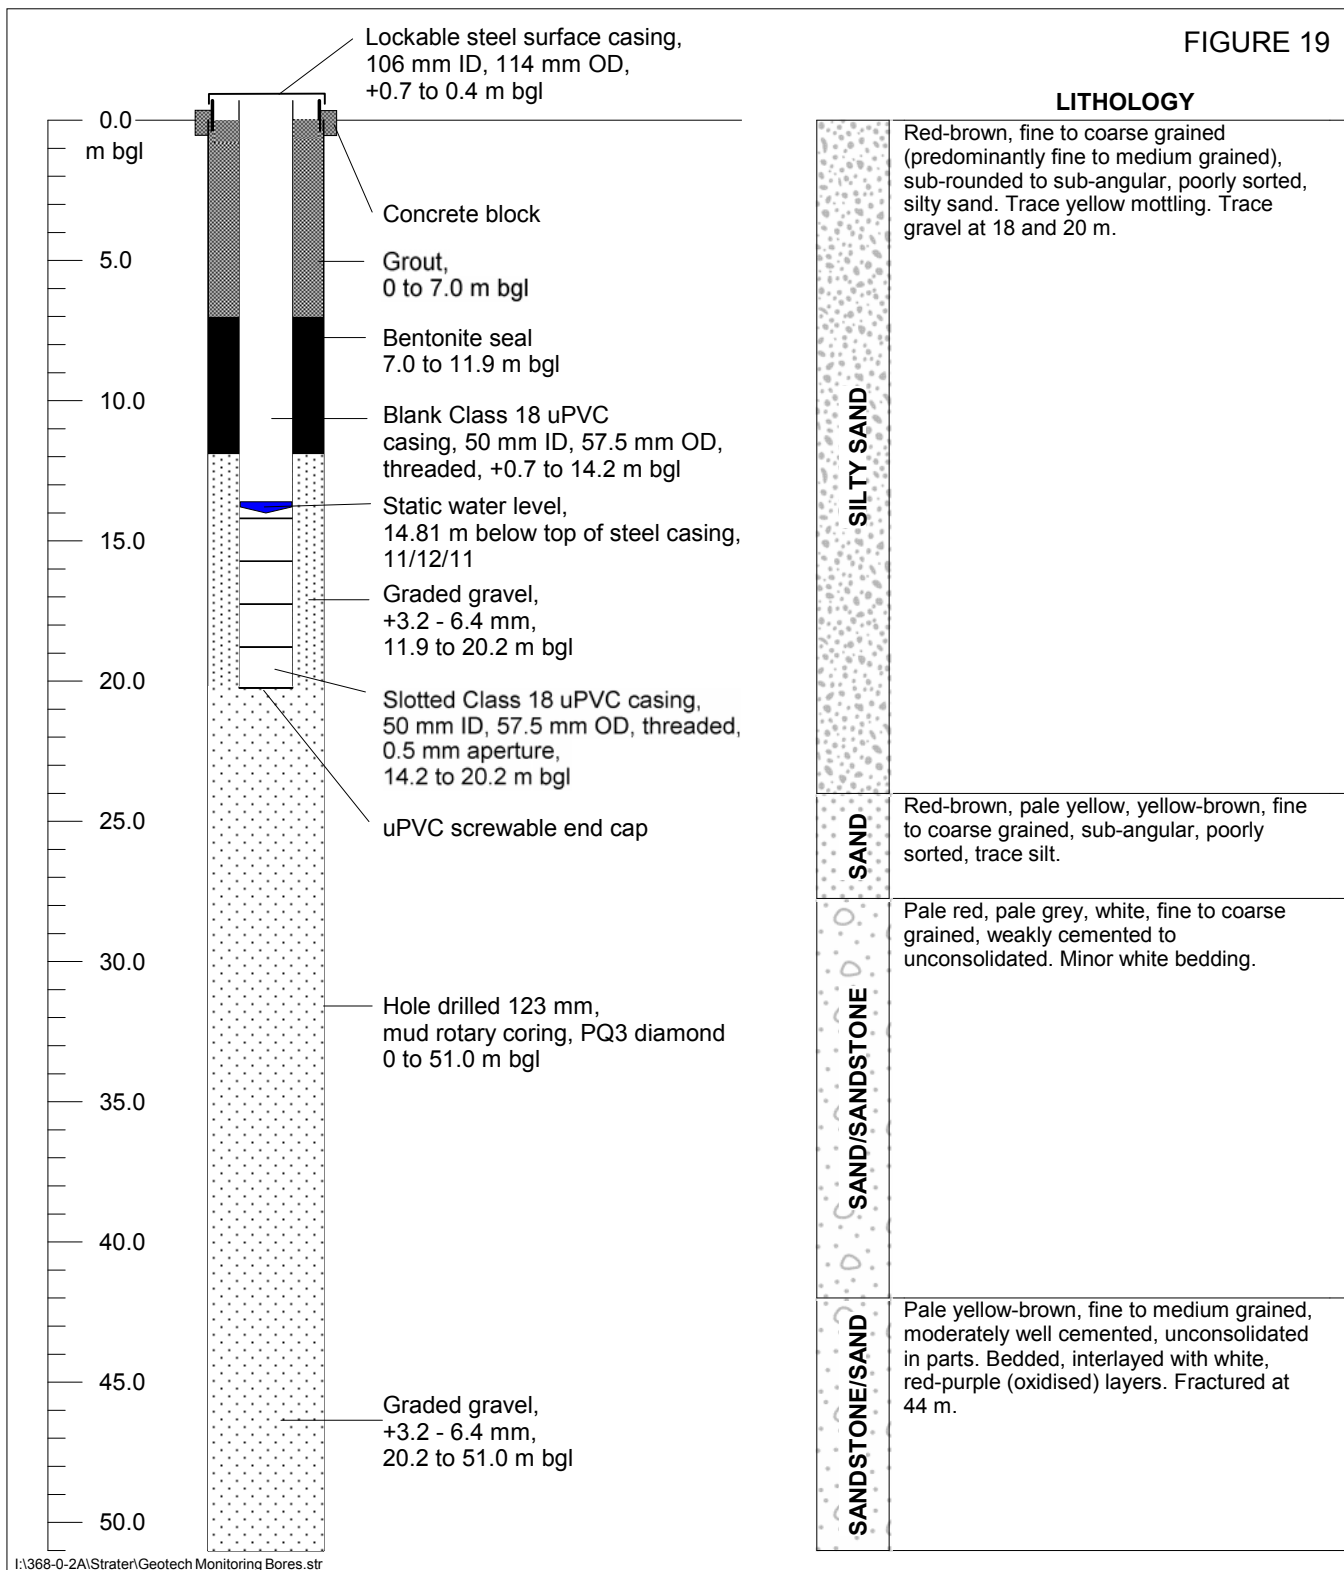 FIGURE 19
Lockable steel surface casing,
106 mm ID, 114 mm OD,
+0.7 to 0.4 m bgl
0.0
m bgl
5.0
10.0
15.0
20.0
25.0
30.0
35.0
40.0
45.0
50.0
Concrete block
Grout,
0 to 7.0 m bgl
Bentonite seal
7.0 to 11.9 m bgl
Blank Class 18 uPVC
casing, 50 mm ID, 57.5 mm OD,
threaded, +0.7 to 14.2 m bgl
Static water level,
14.81 m below top of steel casing,
11/12/11
Graded gravel,
+3.2 - 6.4 mm,
11.9 to 20.2 m bgl
Slotted Class 18 uPVC casing,
50 mm ID, 57.5 mm OD, threaded,
0.5 mm aperture,
14.2 to 20.2 m bgl
uPVC screwable end cap
Hole drilled 123 mm,
mud rotary coring, PQ3 diamond
0 to 51.0 m bgl
Graded gravel,
+3.2 - 6.4 mm,
20.2 to 51.0 m bgl
LITHOLOGY
SILTY SAND
Red-brown, fine to coarse grained
(predominantly fine to medium grained),
sub-rounded to sub-angular, poorly sorted,
silty sand. Trace yellow mottling. Trace
gravel at 18 and 20 m.
SAND
Red-brown, pale yellow, yellow-brown, fine
to coarse grained, sub-angular, poorly
sorted, trace silt.
SAND/SANDSTONE
Pale red, pale grey, white, fine to coarse
grained, weakly cemented to
unconsolidated. Minor white bedding.
SANDSTONE/SAND
Pale yellow-brown, fine to medium grained,
moderately well cemented, unconsolidated
in parts. Bedded, interlayed with white,
red-purple (oxidised) layers. Fractured at
44 m.
I:\368-0-2A\Strater\Geotech Monitoring Bores.str